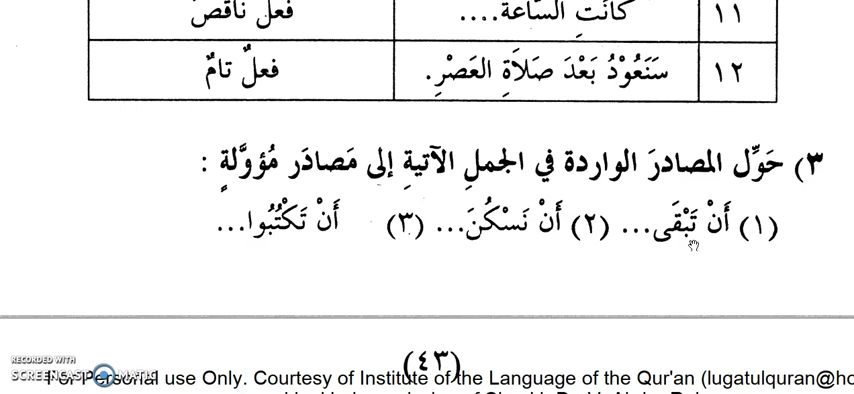 ١١ كَانَتِ السَّاعَة.... فعل ناقص
١٢ سَنَعُوْدُ بَعْدَ صَلاَةِ العَصْرِ. فعلٌ تامٌ
٣) حَوِّل المصادرَ الواردة في الجملِ الآتيةِ إلى مَصادَر مُؤوَّلةٍ :
(١) أَنْ تَبْقَى... (٢) أَنْ نَسْكُنَ... (٣) أَنْ تَكْتُبُوا...
(٤٣)
RECORDED WITH
SCREENCAST MATIC
For Personal use Only. Courtesy of Institute of the Language of the Qur'an (lugatulquran@ho